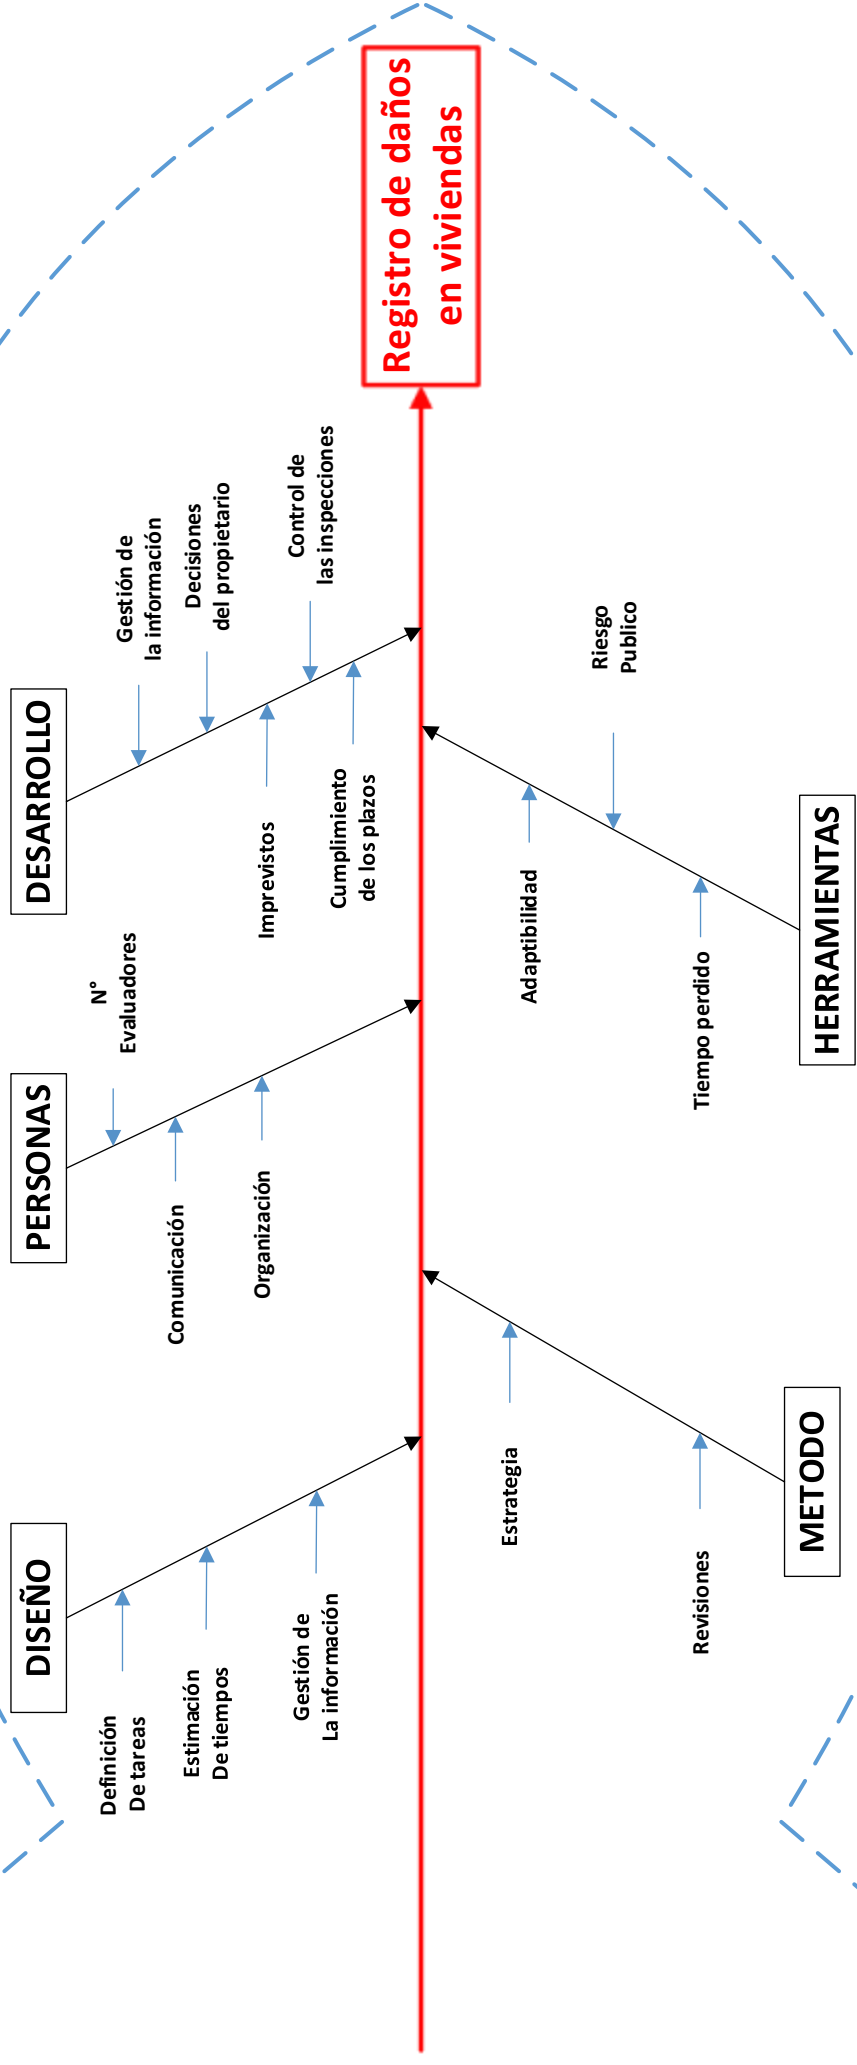 DISEÑO
Definición
De tareas
Estimación
De tiempos
Gestión de
La información
PERSONAS
N°
Evaluadores
Comunicación
Organización
DESARROLLO
Gestión de
la información
Decisiones
del propietario
Imprevistos
Control de
las inspecciones
Cumplimiento
de los plazos
Registro de daños
en viviendas
METODO
Estrategia
Revisiones
HERRAMIENTAS
Adaptibilidad
Riesgo
Publico
Tiempo perdido